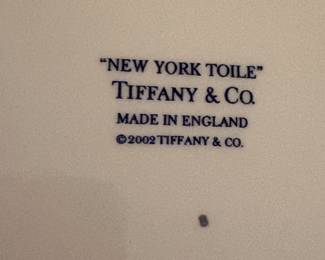 “NEW YORK TOILE”
TIFFANY & CO.
MADE IN ENGLAND
©2002 TIFFANY & CO.